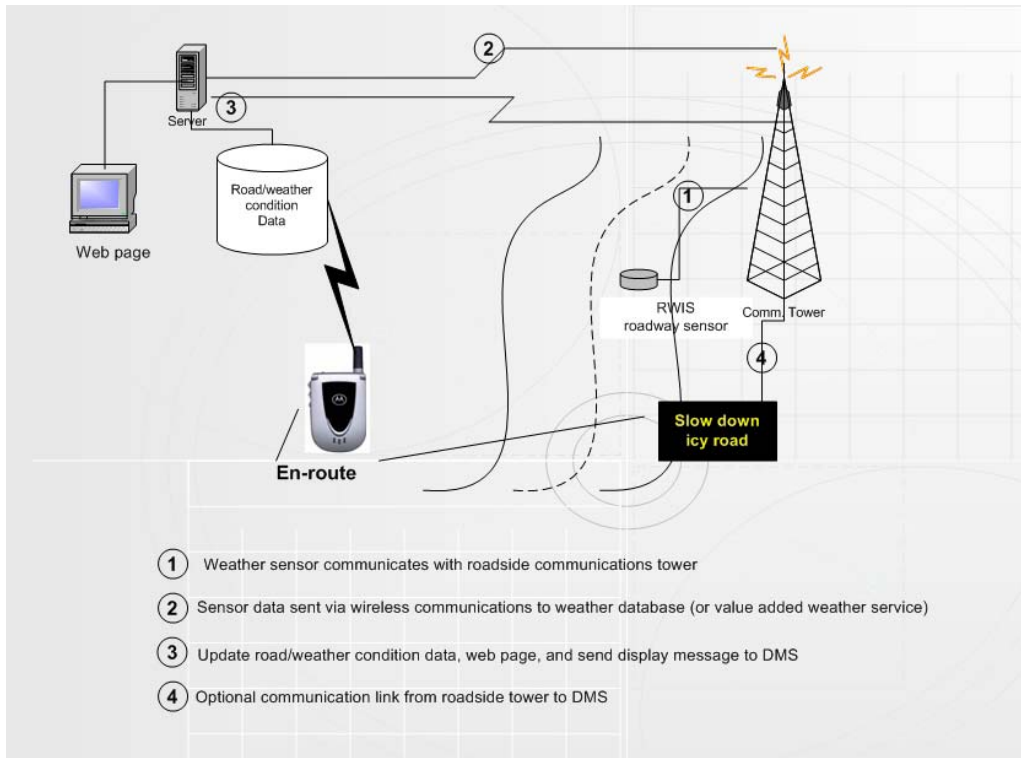 2
3
Server
Road/weather
condition
Data
Web page
1
RWIS
roadway sensor
Comm. Tower
4
Slow down
icy road
En-route
1 Weather sensor communicates with roadside communications tower
2 Sensor data sent via wireless communications to weather database (or value added weather service)
3 Update road/weather condition data, web page, and send display message to DMS
4 Optional communication link from roadside tower to DMS